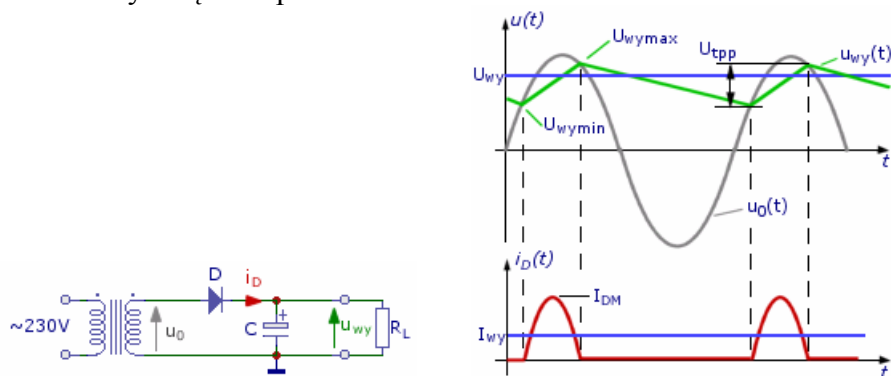 u(t)
Uwymax
Utpp
uwy(t)
Uwy
Uwymin
t
u0(t)
iD(t)
IDM
Iwy
t
D
iD
~230V
u0
C
+
uwy
RL